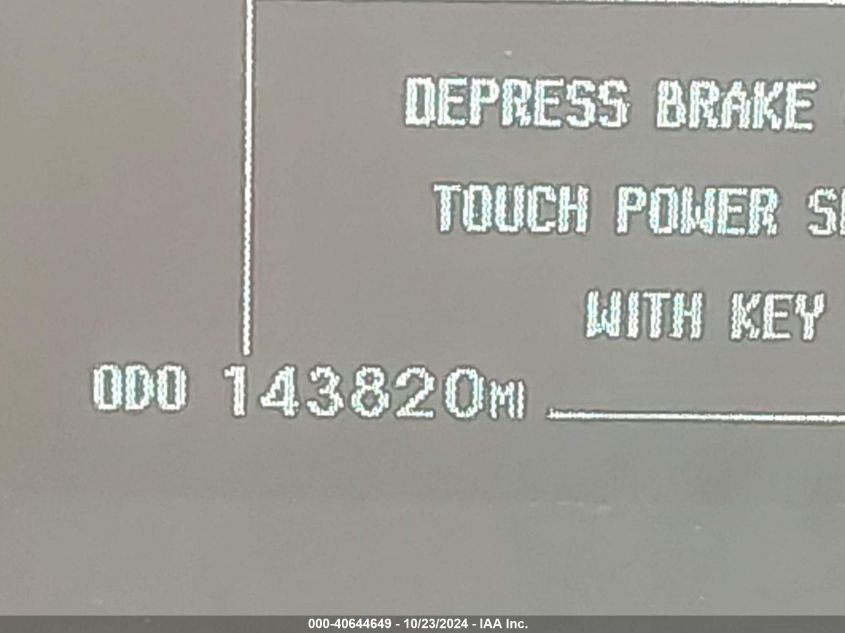 DEPRESS BRAKE
TOUCH POWER
WITH KEY
ODO 143820MI
000-40644649 - 10/23/2024 - IAA Inc.